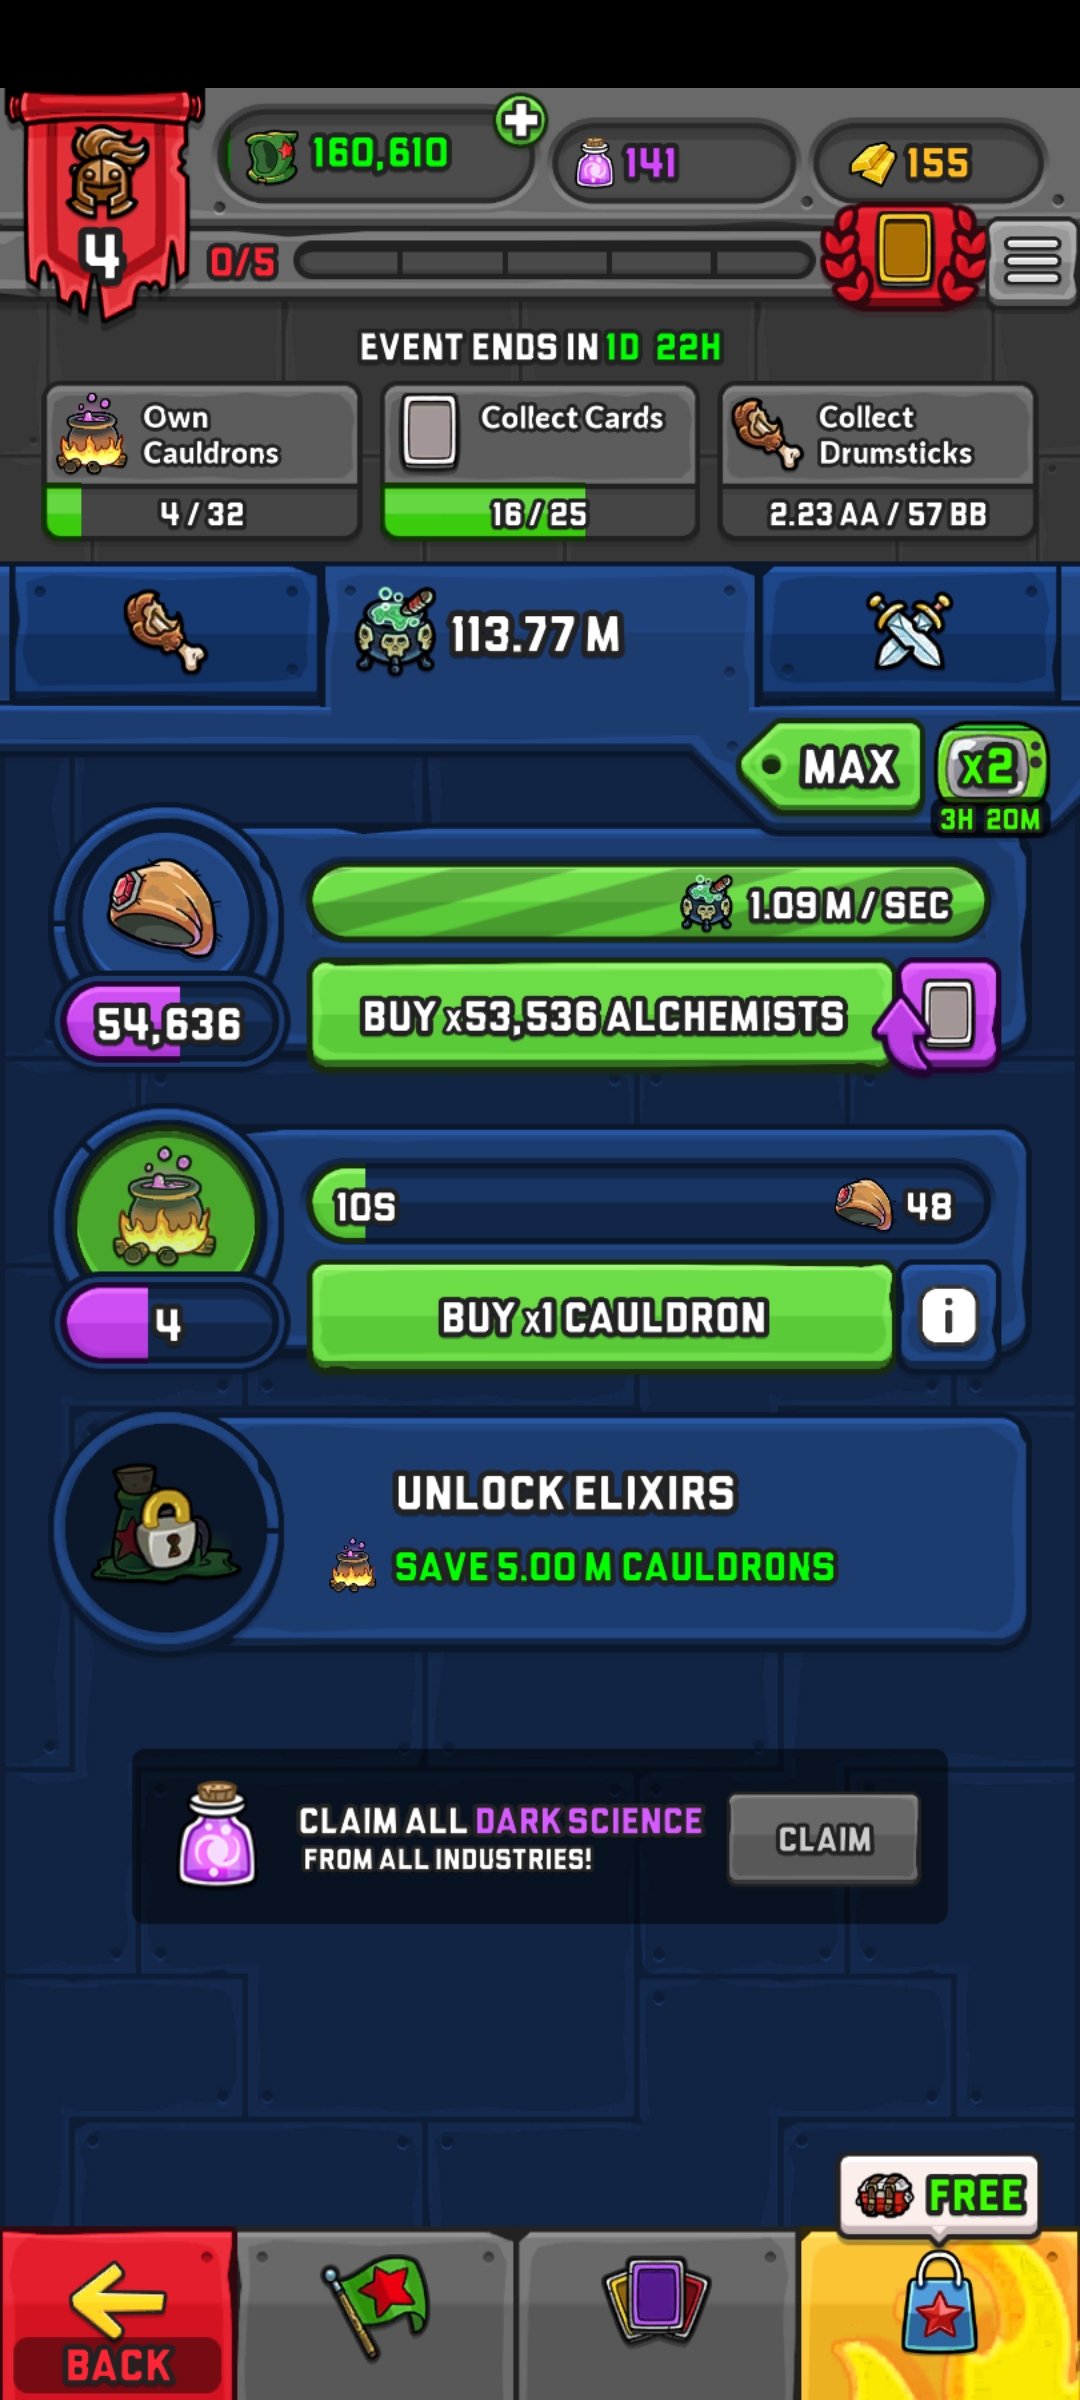 160,610
141
155
4
0/5
EVENT ENDS IN 1D 22H
Own
Cauldrons
4 / 32
Collect Cards
16 / 25
Collect
Drumsticks
2.23 AA / 57 BB
113.77 M
MAX
x2
3H 20M
1.09 M / SEC
54,636
BUY x53,536 ALCHEMISTS
10S
48
4
BUY x1 CAULDRON
i
UNLOCK ELIXIRS
SAVE 5.00 M CAULDRONS
CLAIM ALL DARK SCIENCE
FROM ALL INDUSTRIES!
CLAIM
FREE
BACK